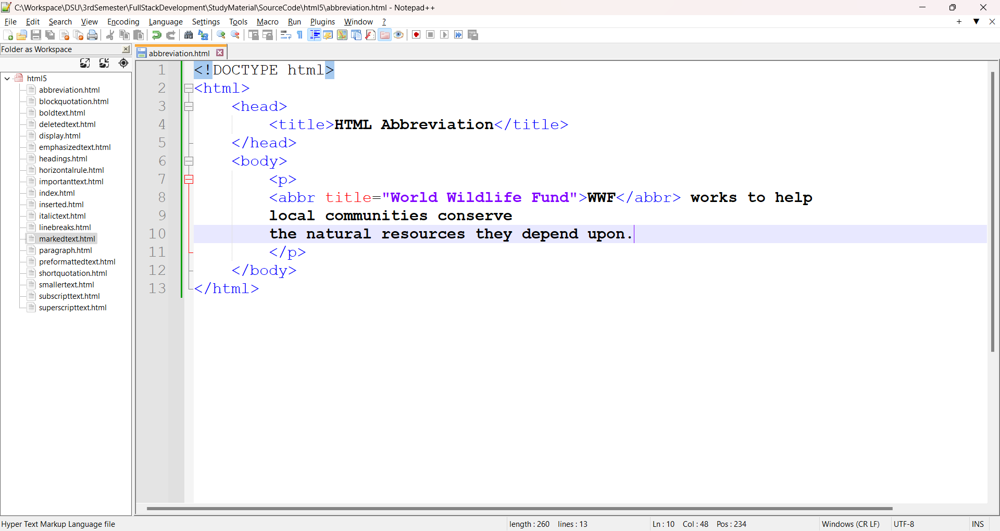 C:\Workspace\DSU\3rdSemester\FullStackDevelopment\StudyMaterial\SourceCode\html5\abbreviation.html - Notepad++
File Edit Search View Encoding Language Settings Tools Macro Run Plugins Window ?
Folder as Workspace
abbreviation.html
html5
abbreviation.html
blockquotation.html
boldtext.html
deletedtext.html
display.html
emphasizedtext.html
headings.html
horizontalrule.html
importanttext.html
index.html
inserted.html
italictext.html
linebreaks.html
markedtext.html
paragraph.html
preformattedtext.html
shortquotation.html
smallertext.html
subscripttext.html
superscripttext.html
1 <!DOCTYPE html>
2 <html>
3 <head>
4 <title>HTML Abbreviation</title>
5 </head>
6 <body>
7 <p>
8 <abbr title="World Wildlife Fund">WWF</abbr> works to help
9 local communities conserve
10 the natural resources they depend upon.
11 </p>
12 </body>
13 </html>
Hyper Text Markup Language file length : 260 lines : 13 Ln : 10 Col : 48 Pos : 234 Windows (CR LF) UTF-8 INS